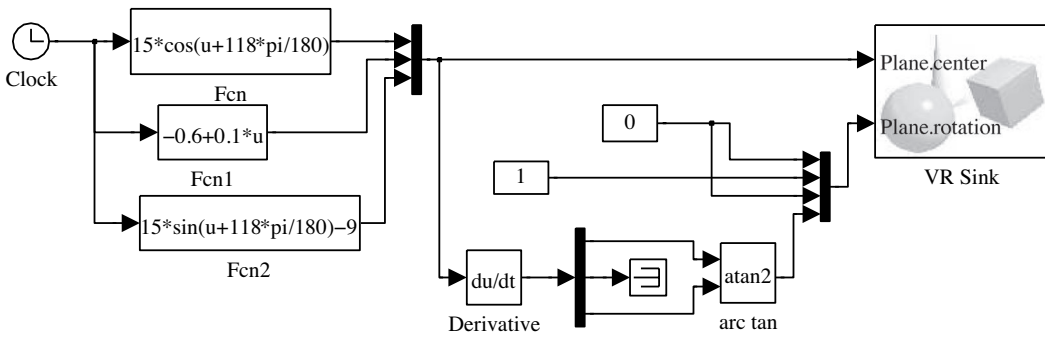 Clock
15*cos(u+118*pi/180)
Fcn
−0.6+0.1*u
Fcn1
15*sin(u+118*pi/180)−9
Fcn2
0
1
du/dt
Derivative
atan2
arc tan
Plane.center
Plane.rotation
VR Sink